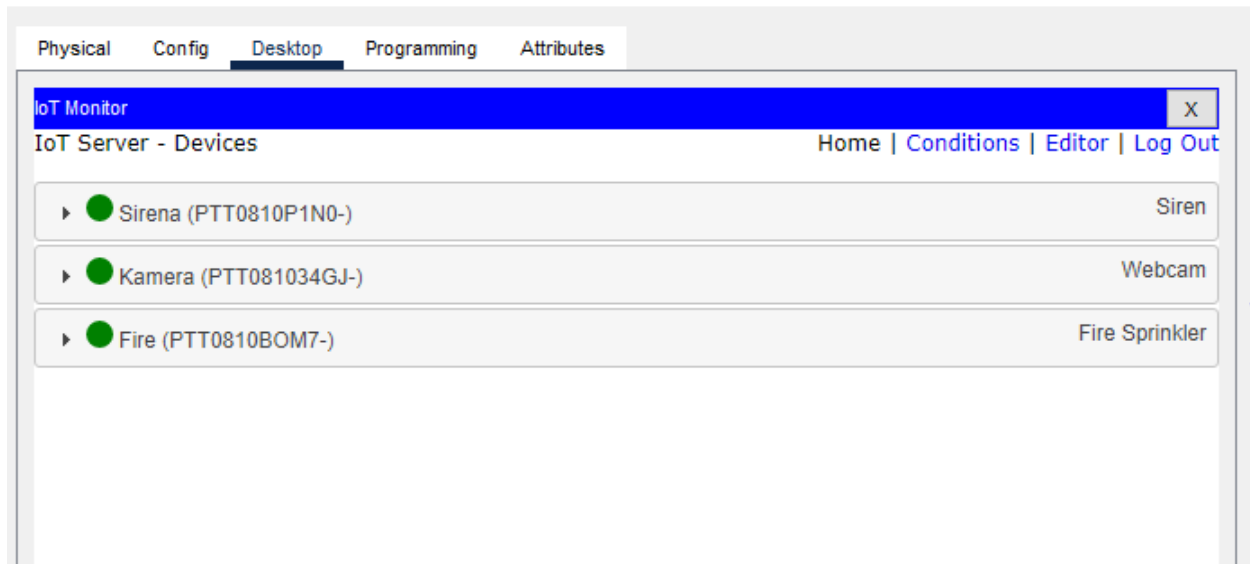 Physical Config Desktop Programming Attributes
IoT Monitor X
IoT Server - Devices Home | Conditions | Editor | Log Out
Sirena (PTT0810P1N0-) Siren
Kamera (PTT081034GJ-) Webcam
Fire (PTT0810BOM7-) Fire Sprinkler